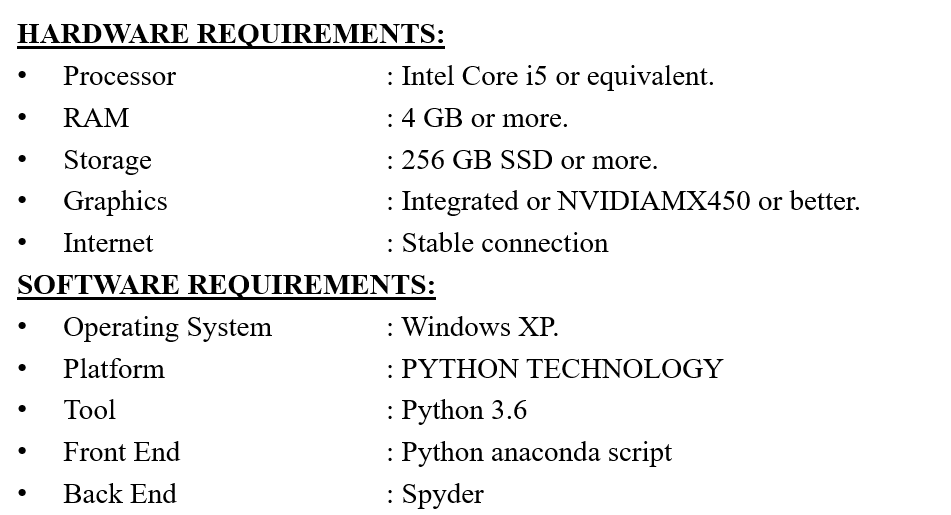 HARDWARE REQUIREMENTS:
• Processor : Intel Core i5 or equivalent.
• RAM : 4 GB or more.
• Storage : 256 GB SSD or more.
• Graphics : Integrated or NVIDIAMX450 or better.
• Internet : Stable connection
SOFTWARE REQUIREMENTS:
• Operating System : Windows XP.
• Platform : PYTHON TECHNOLOGY
• Tool : Python 3.6
• Front End : Python anaconda script
• Back End : Spyder